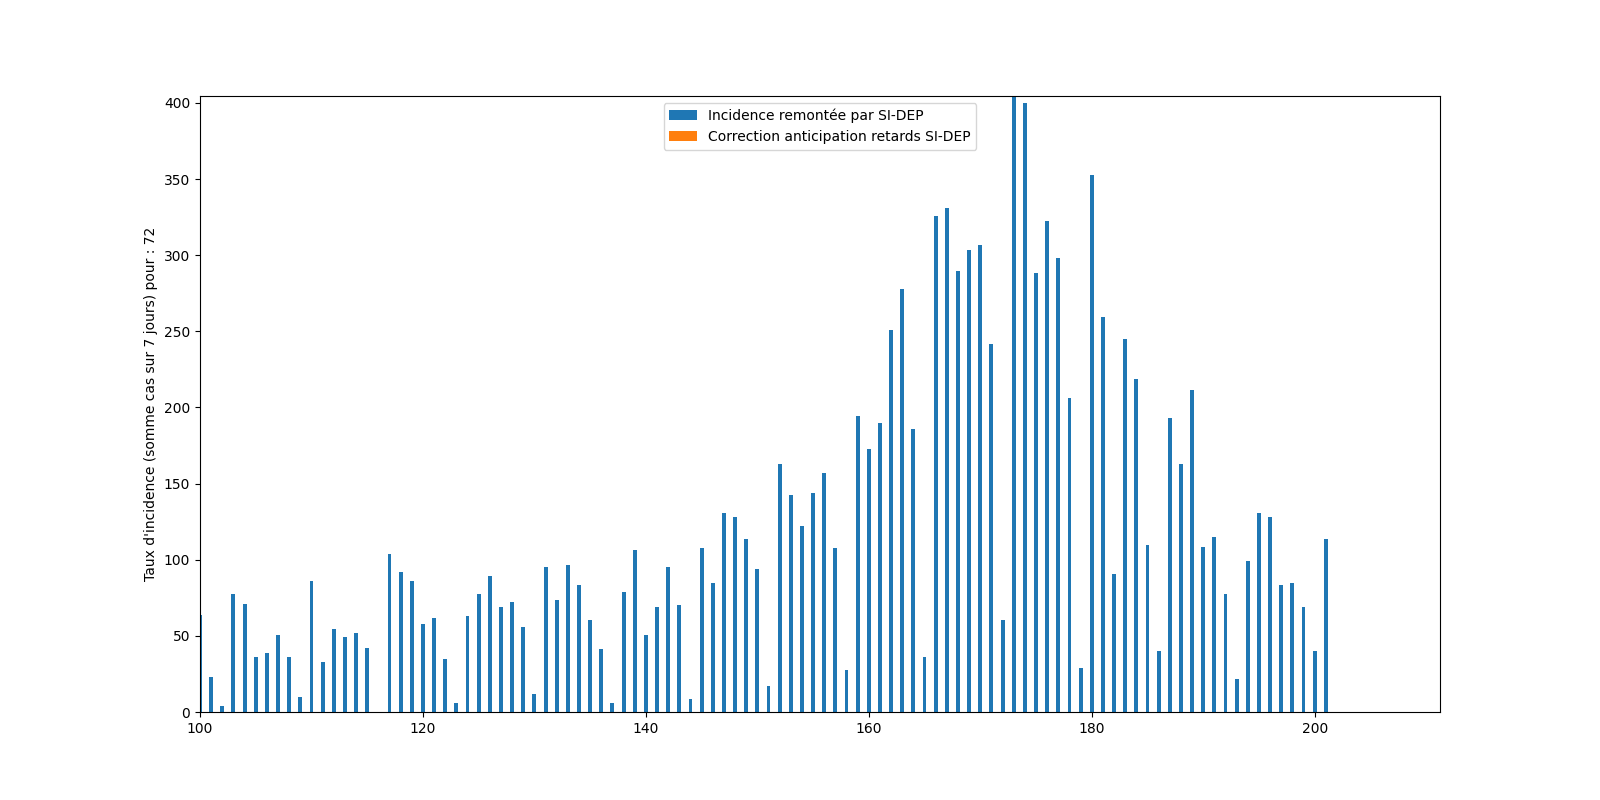 Incidence remontée par SI-DEP
Correction anticipation retards SI-DEP
Taux d'incidence (somme cas sur 7 jours) pour : 72
400
350
300
250
200
150
100
50
0
100 120 140 160 180 200